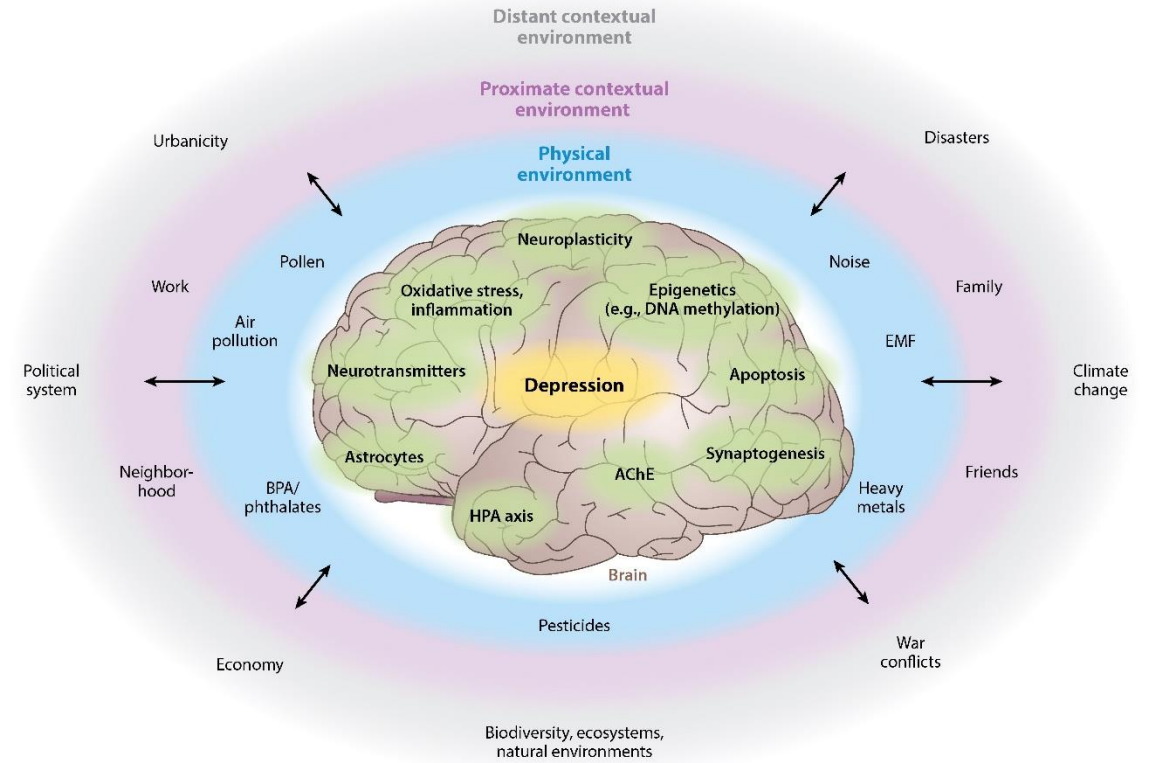 Distant contextual
environment
Proximate contextual
environment
Physical
environment
Urbanicity
Disasters
Neuroplasticity
Pollen
Noise
Work
Oxidative stress,
inflammation
Epigenetics
(e.g., DNA methylation)
Family
Air
pollution
EMF
Political
system
Neurotransmitters
Depression
Apoptosis
Climate
change
Neighbor-
hood
Astrocytes
AChE
Synaptogenesis
Friends
BPA/
phthalates
HPA axis
Heavy
metals
Brain
Pesticides
Economy
War
conflicts
Biodiversity, ecosystems,
natural environments